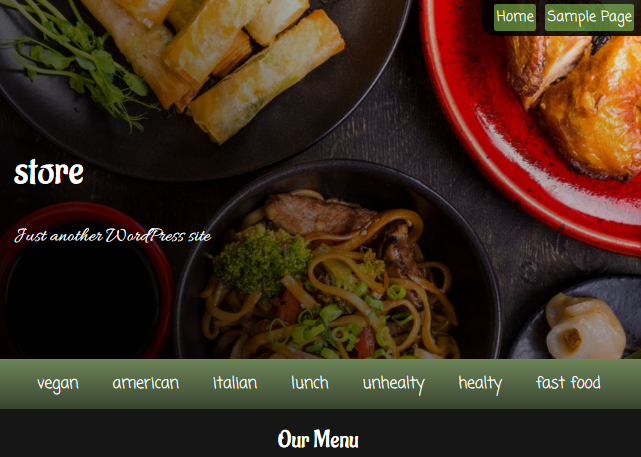 Home Sample Page
store
Just another WordPress site
vegan american italian lunch unhealty healty fast food
Our Menu